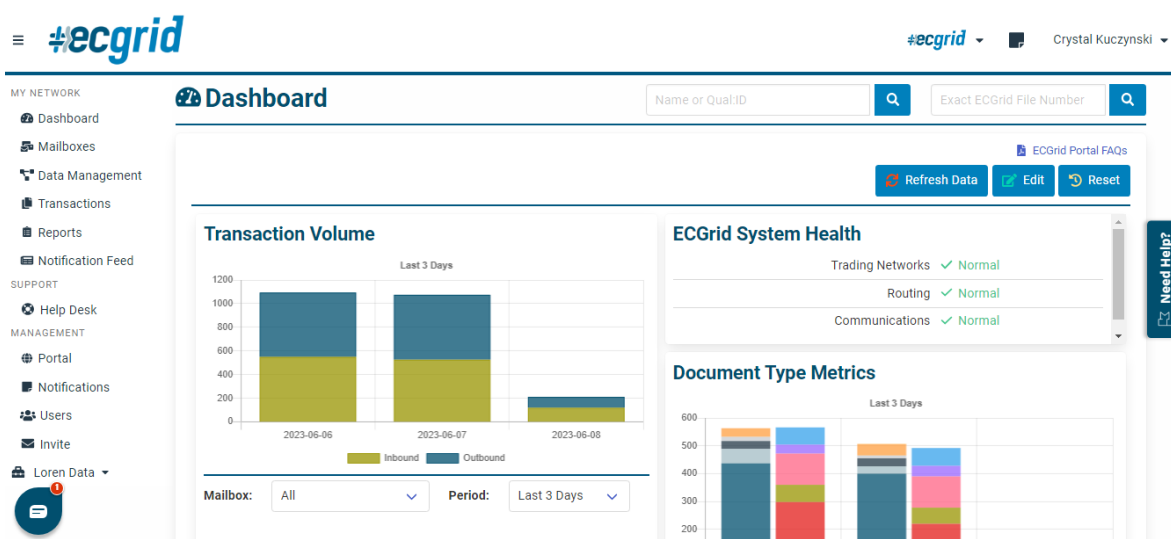 #ecgrid
#ecgrid
Crystal Kuczynski
MY NETWORK
Dashboard
Mailboxes
Data Management
Transactions
Reports
Notification Feed
SUPPORT
Help Desk
MANAGEMENT
Portal
Notifications
Users
Invite
Loren Data
1
Dashboard
Name or Qual:ID
Exact ECGrid File Number
ECGrid Portal FAQs
Refresh Data
Edit
Reset
Transaction Volume
Last 3 Days
1200
1000
800
600
400
200
0
2023-06-06 2023-06-07 2023-06-08
Inbound Outbound
Mailbox: All Period: Last 3 Days
ECGrid System Health
Trading Networks Normal
Routing Normal
Communications Normal
Document Type Metrics
Last 3 Days
600
500
400
300
200
Need Help?